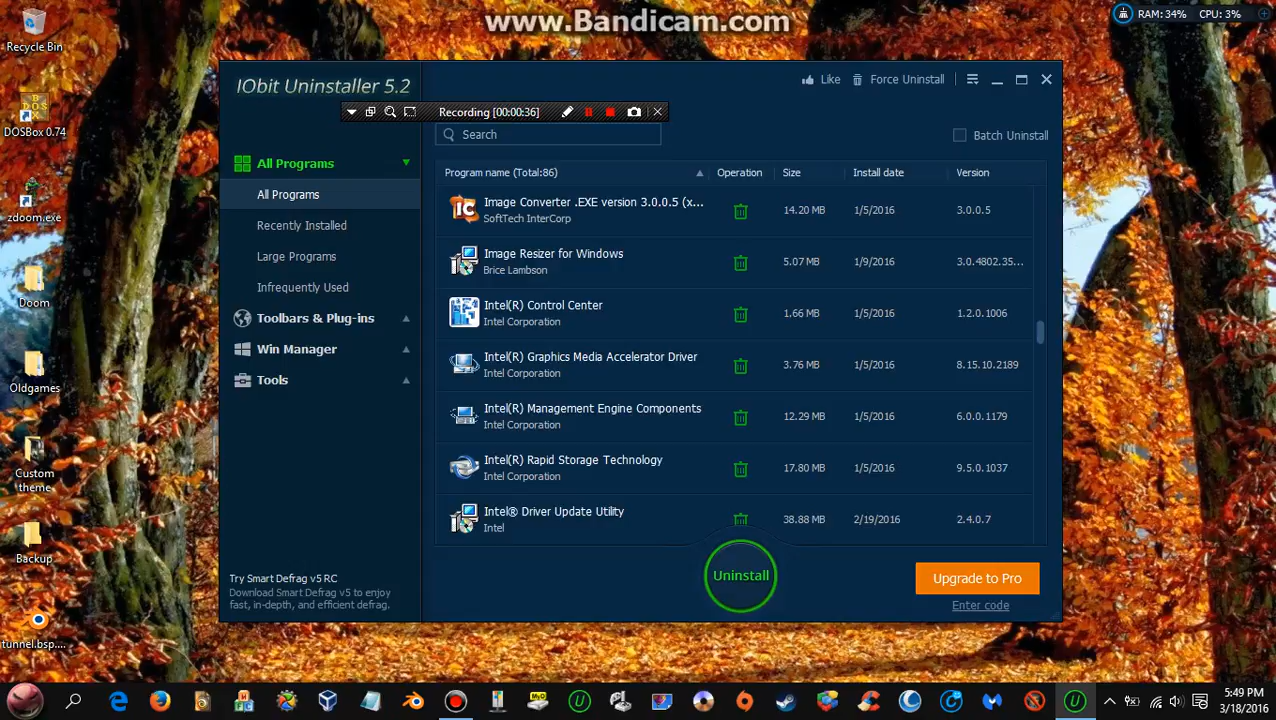 www.Bandicam.com
RAM: 34% CPU: 3%
Recycle Bin
DOSBox 0.74
zdoom.exe
Doom
Oldgames
Custom
theme
Backup
tunnel.bsp....
IObit Uninstaller 5.2
Like Force Uninstall
Recording [00:00:36]
Search
Batch Uninstall
All Programs
All Programs
Recently Installed
Large Programs
Infrequently Used
Toolbars & Plug-ins
Win Manager
Tools
Program name (Total:86) Operation Size Install date Version
Image Converter .EXE version 3.0.0.5 (x... 14.20 MB 1/5/2016 3.0.0.5
SoftTech InterCorp
Image Resizer for Windows 5.07 MB 1/9/2016 3.0.4802.35...
Brice Lambson
Intel(R) Control Center 1.66 MB 1/5/2016 1.2.0.1006
Intel Corporation
Intel(R) Graphics Media Accelerator Driver 3.76 MB 1/5/2016 8.15.10.2189
Intel Corporation
Intel(R) Management Engine Components 12.29 MB 1/5/2016 6.0.0.1179
Intel Corporation
Intel(R) Rapid Storage Technology 17.80 MB 1/5/2016 9.5.0.1037
Intel Corporation
Intel® Driver Update Utility 38.88 MB 2/19/2016 2.4.0.7
Intel
Try Smart Defrag v5 RC
Download Smart Defrag v5 to enjoy
fast, in-depth, and efficient defrag.
Uninstall
Upgrade to Pro
Enter code
5:49 PM
3/18/2016